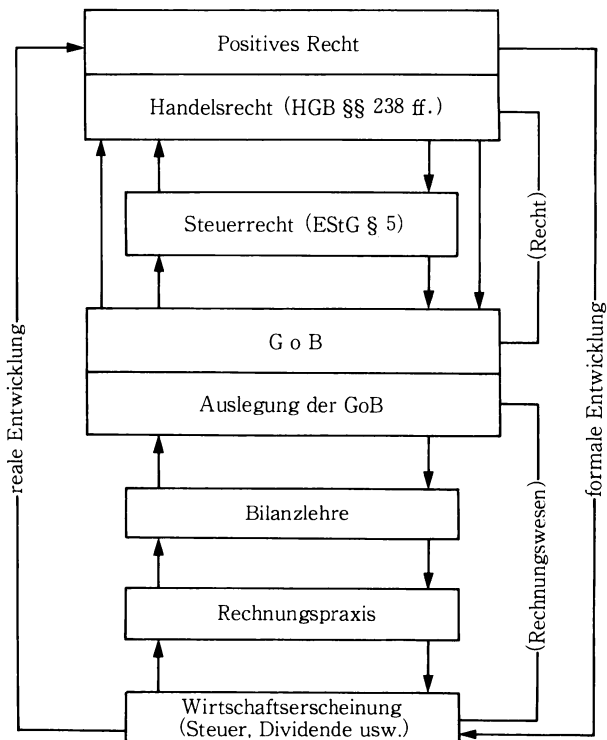 Positives Recht
Handelsrecht (HGB §§ 238 ff.)
Steuerrecht (EStG § 5)
(Recht)
G o B
Auslegung der GoB
reale Entwicklung
formale Entwicklung
Bilanzlehre
(Rechnungswesen)
Rechnungspraxis
Wirtschaftserscheinung
(Steuer, Dividende usw.)